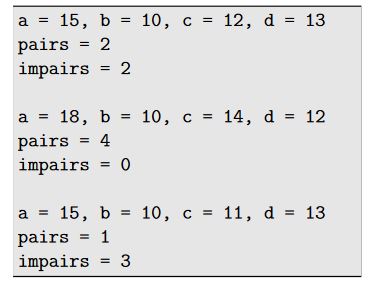 a = 15, b = 10, c = 12, d = 13
pairs = 2
impairs = 2
a = 18, b = 10, c = 14, d = 12
pairs = 4
impairs = 0
a = 15, b = 10, c = 11, d = 13
pairs = 1
impairs = 3